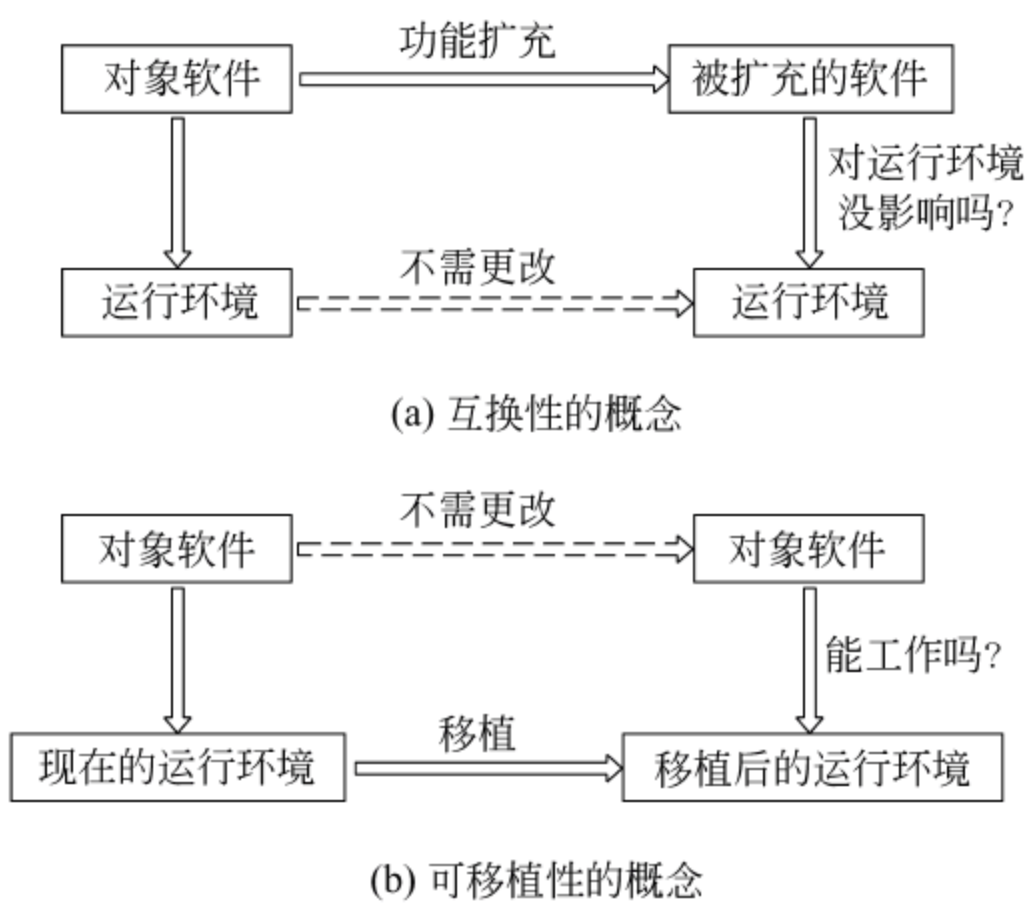 功能扩充
对象软件
被扩充的软件
对运行环境
没影响吗?
不需更改
运行环境
运行环境
(a) 互换性的概念
不需更改
对象软件
对象软件
能工作吗?
移植
现在的运行环境
移植后的运行环境
(b) 可移植性的概念